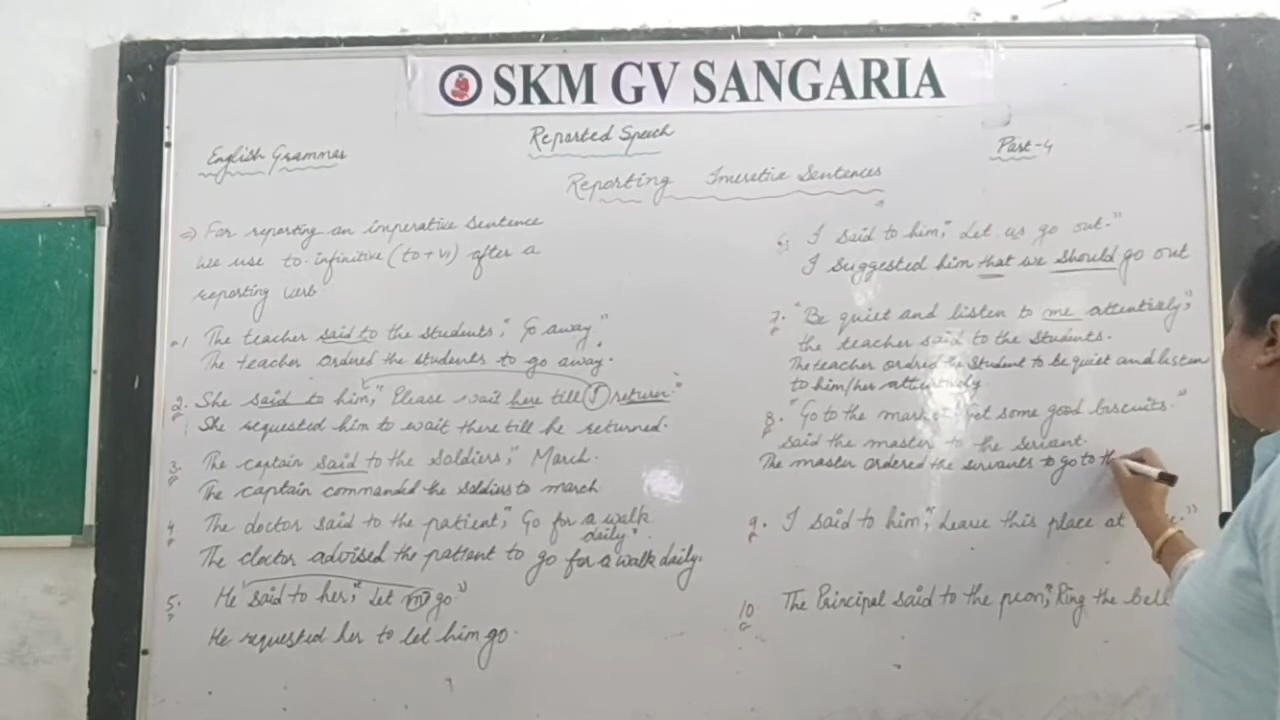 SKM GV SANGARIA
Reported Speech
English Grammar
Part-4
Reporting Imeretive Sentences
=> For reporting an imperative sentence
we use to-infinitive (to+v1) after a
reporting verb
1 The teacher said to the students, "Go away"
The teacher ordered the students to go away.
2. She said to him, "Please wait here till I return."
She requested him to wait there till he returned.
3. The captain said to the soldiers," March.
The captain commanded the soldiers to march
4. The doctor said to the patient," Go for a walk
daily".
The doctor advised the patient to go for a walk daily.
5. He said to her," Let me go"
He requested her to let him go.
6. I said to him," Let us go out."
I suggested him that we should go out
7. "Be quiet and listen to me attentively,"
the teacher said to the students.
The teacher ordered the student to be quiet and listen
to him/her attentively
8. "Go to the market get some good biscuits."
said the master to the servant.
The master ordered the servants to go to th
9. I said to him," Leave this place at
10 The Principal said to the peon," Ring the bell